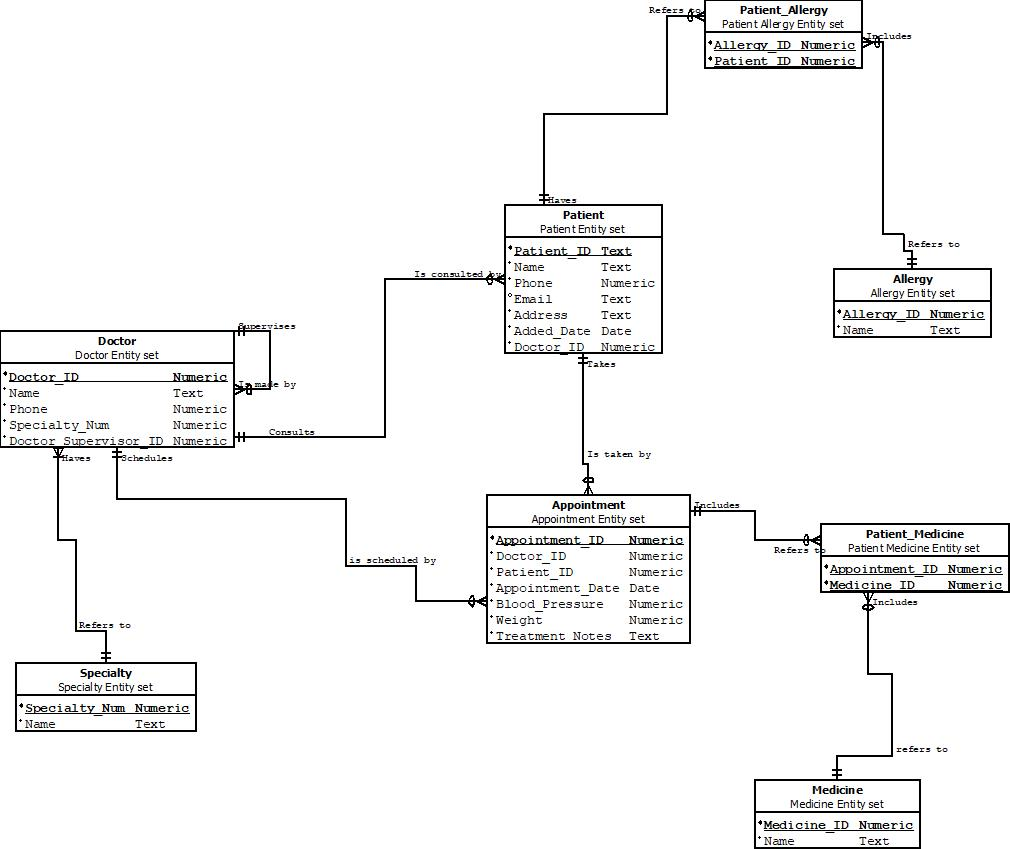 Refers to
Patient_Allergy
Patient Allergy Entity set
*Allergy_ID Numeric
*Patient_ID Numeric
Includes
Haves
Patient
Patient Entity set
*Patient_ID Text
*Name Text
*Phone Numeric
°Email Text
*Address Text
*Added_Date Date
*Doctor_ID Numeric
Is consulted by
Takes
Refers to
Allergy
Allergy Entity set
*Allergy_ID Numeric
*Name Text
Supervises
Doctor
Doctor Entity set
*Doctor_ID Numeric
*Name Text
*Phone Numeric
*Specialty_Num Numeric
*Doctor_Supervisor_ID Numeric
Is made by
Consults
Haves
Schedules
Is taken by
is scheduled by
Appointment
Appointment Entity set
*Appointment_ID Numeric
*Doctor_ID Numeric
*Patient_ID Numeric
*Appointment_Date Date
*Blood_Pressure Numeric
*Weight Numeric
*Treatment_Notes Text
Includes
Refers to
Patient_Medicine
Patient Medicine Entity set
*Appointment_ID Numeric
*Medicine_ID Numeric
Includes
Refers to
Specialty
Specialty Entity set
*Specialty_Num Numeric
*Name Text
refers to
Medicine
Medicine Entity set
*Medicine_ID Numeric
*Name Text